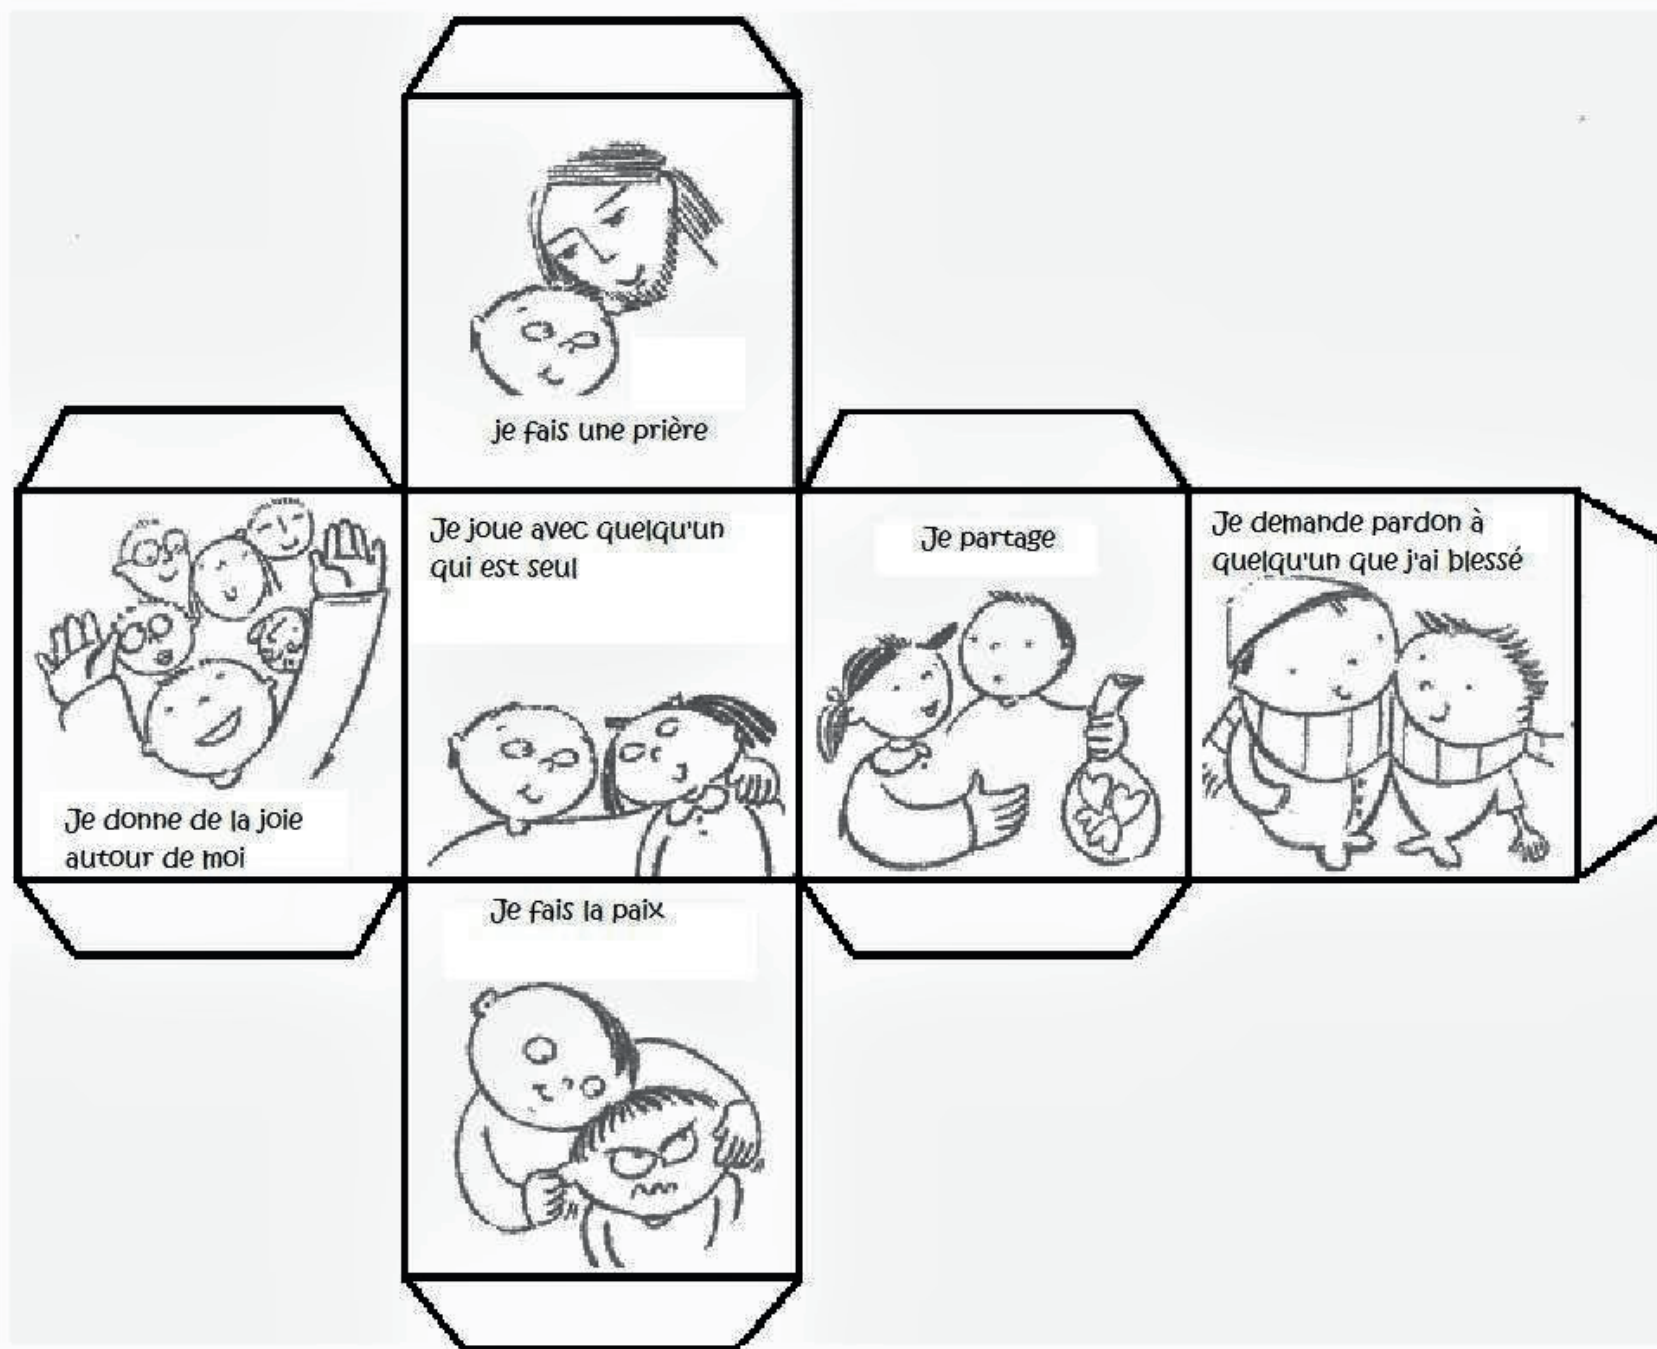 je fais une prière
Je donne de la joie
autour de moi
Je joue avec quelqu'un
qui est seul
Je partage
Je demande pardon à
quelqu'un que j'ai blessé
Je fais la paix